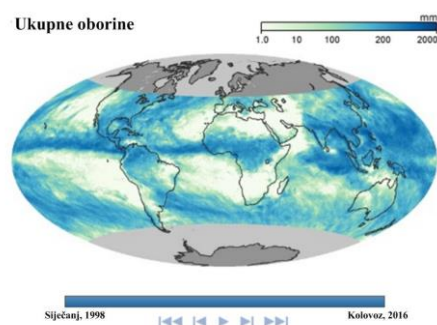 Ukupne oborine
mm
1.0 10 100 200 2000
Siječanj, 1998
Kolovoz, 2016